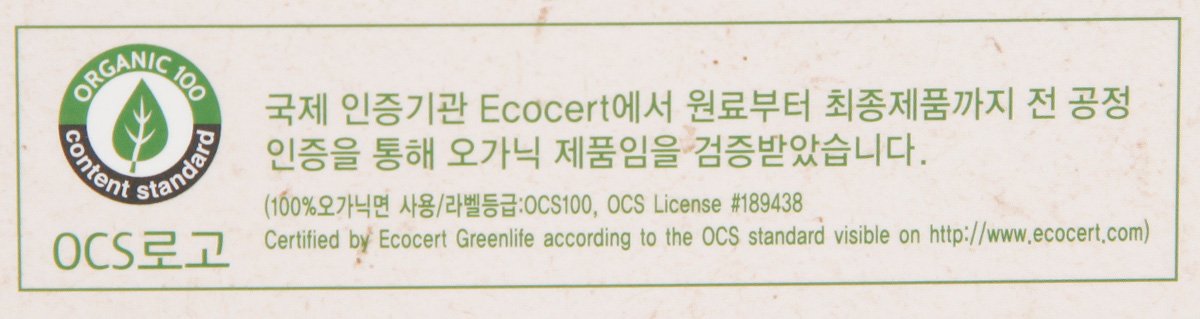 ORGANIC 100
content standard
OCS로고
국제 인증기관 Ecocert에서 원료부터 최종제품까지 전 공정
인증을 통해 오가닉 제품임을 검증받았습니다.
(100%오가닉면 사용/라벨등급:OCS100, OCS License #189438
Certified by Ecocert Greenlife according to the OCS standard visible on http://www.ecocert.com)